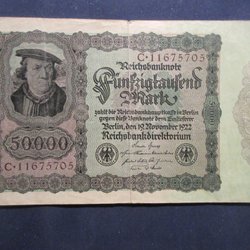 Reichsbanknote
C·11675705
Fünfzigtausend
Mark
zahlt die Reichsbankhauptkasse in Berlin
gegen diese Banknote dem Einlieferer
Berlin, den 19. November 1922
Reichsbankdirektorium
50000
C·11675705